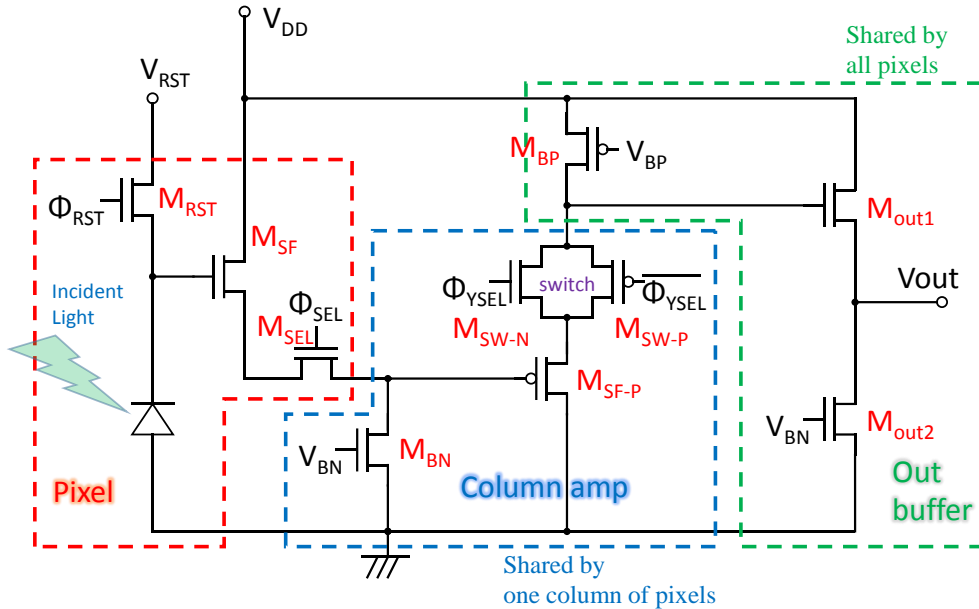 V_DD
Shared by
all pixels
V_RST
M_BP
V_BP
M_RST
Φ_RST
M_out1
M_SF
Incident
Light
Φ_SEL
Φ_YSEL
switch
Φ̅_YSEL
Vout
M_SEL
M_SW-N
M_SW-P
M_SF-P
V_BN
M_BN
V_BN
M_out2
Pixel
Column amp
Out
buffer
Shared by
one column of pixels